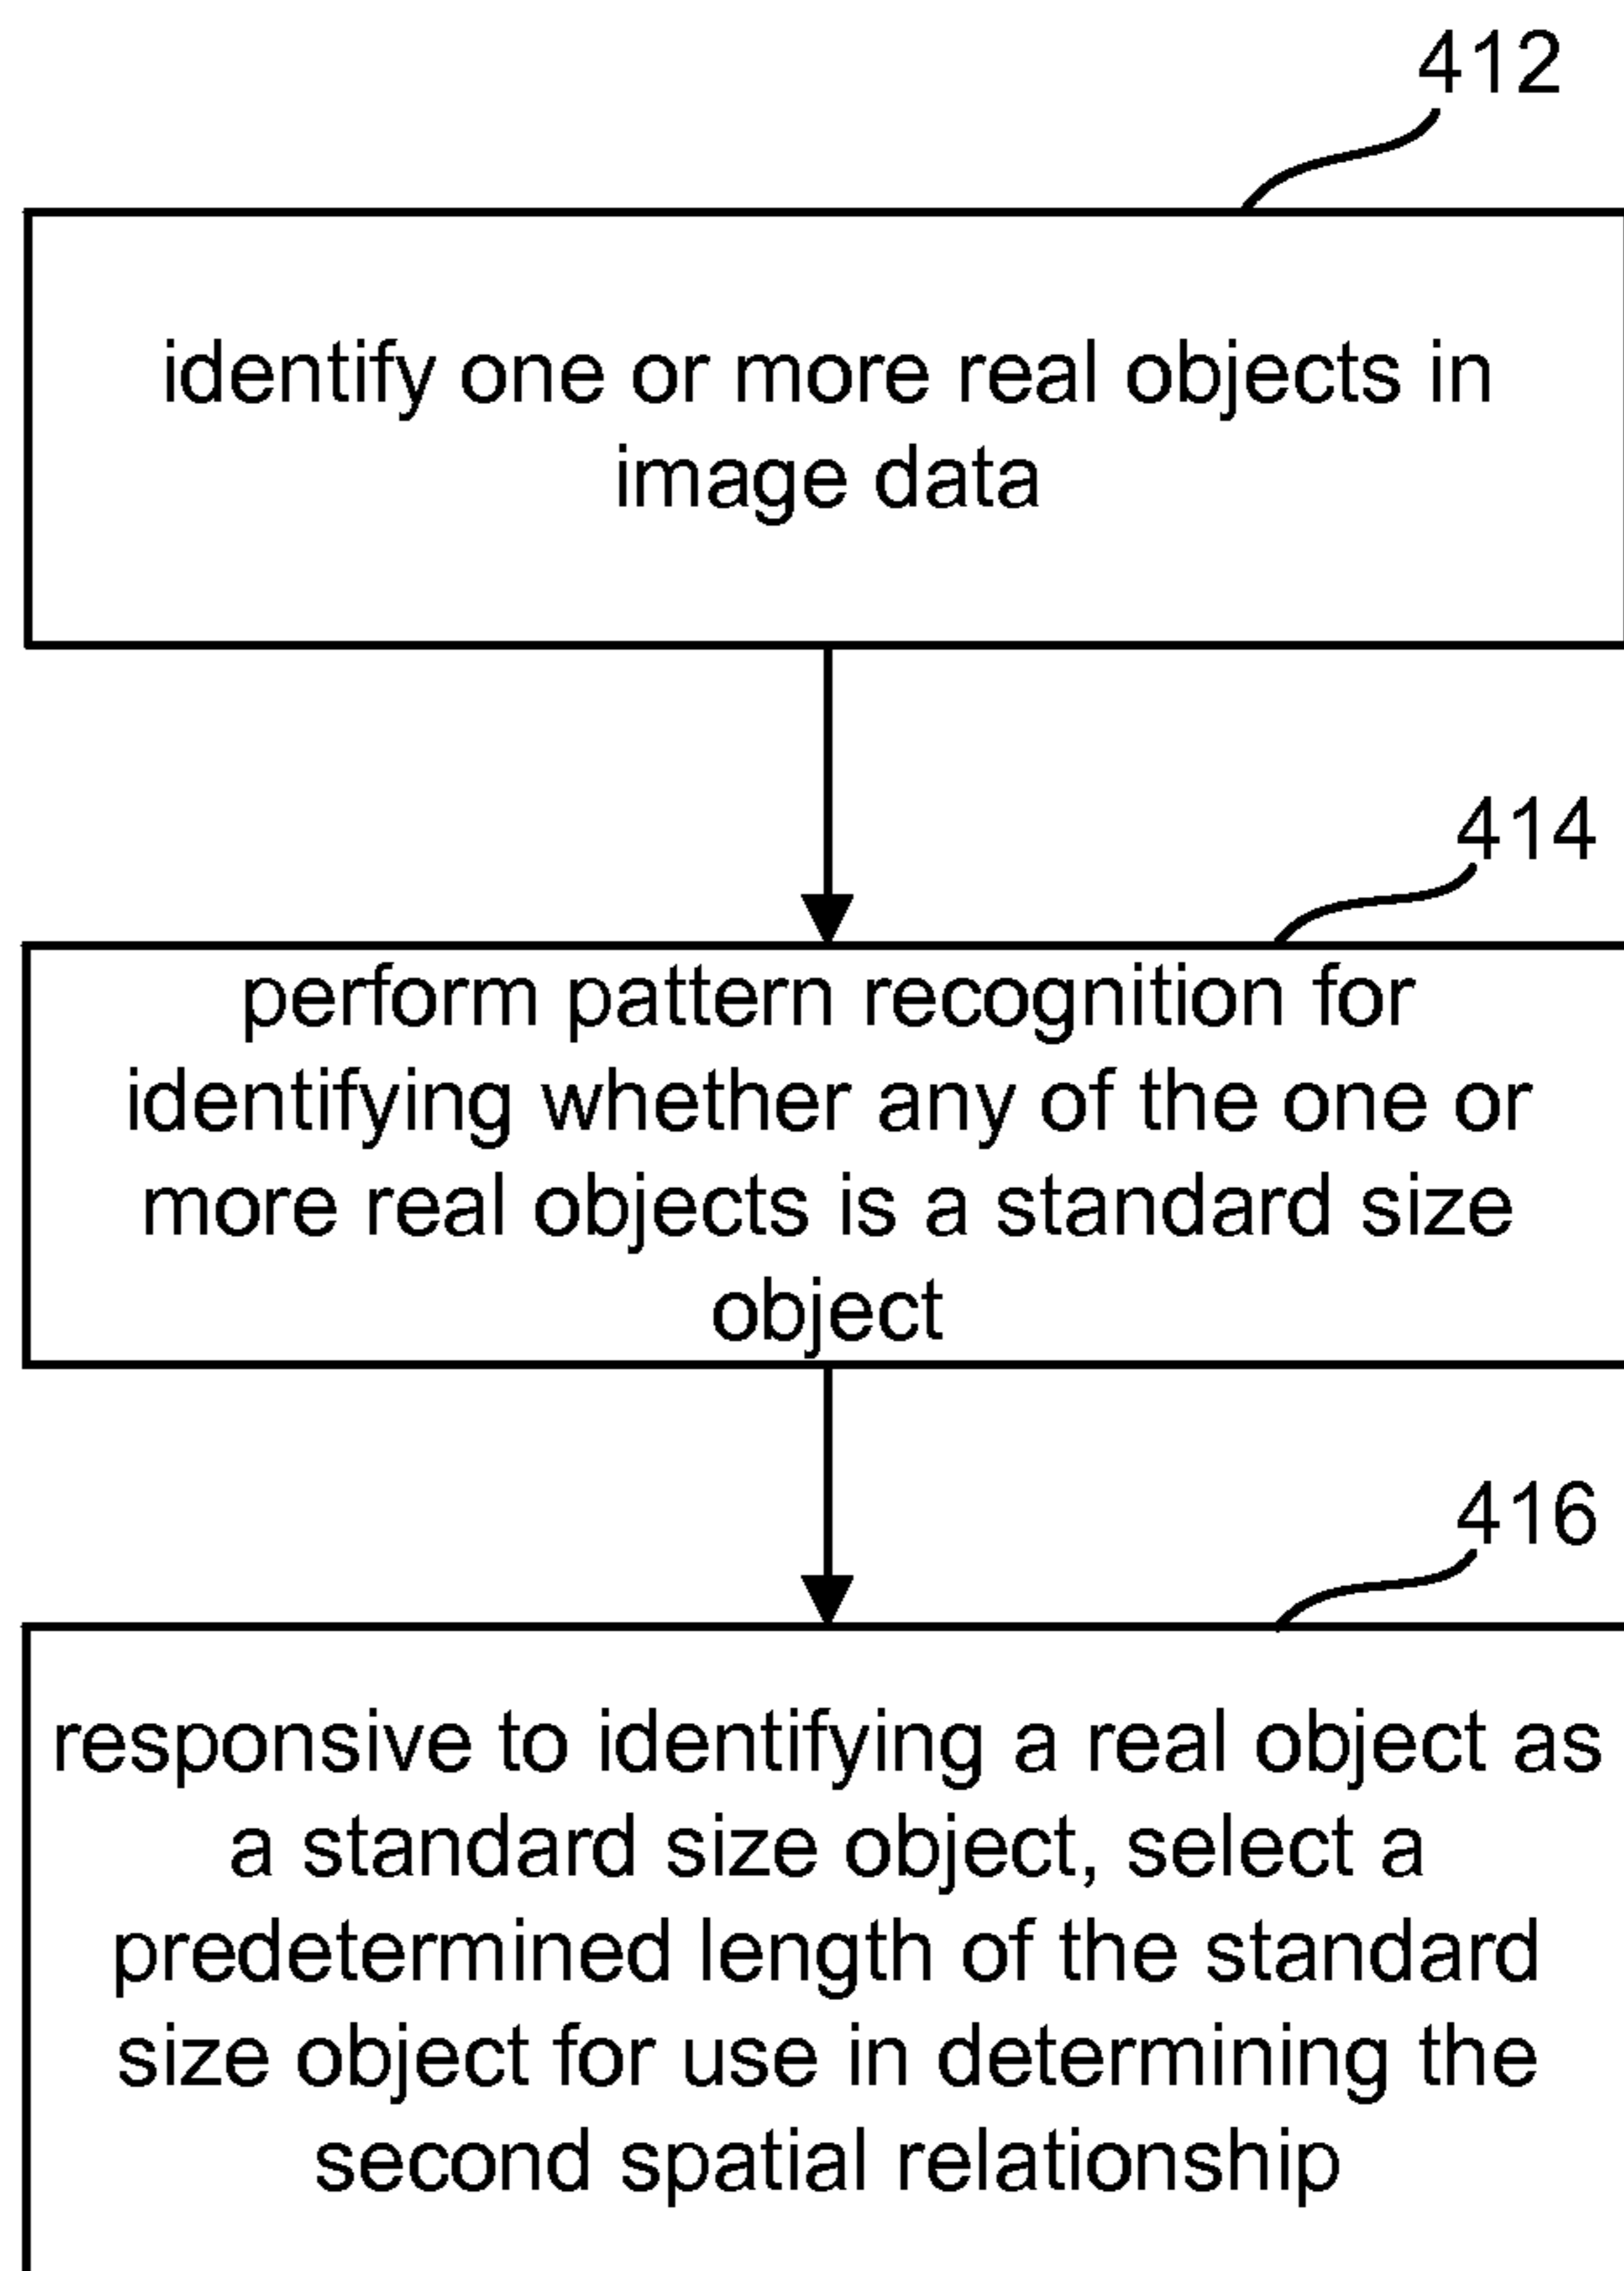 412
identify one or more real objects in
image data
414
perform pattern recognition for
identifying whether any of the one or
more real objects is a standard size
object
416
responsive to identifying a real object as
a standard size object, select a
predetermined length of the standard
size object for use in determining the
second spatial relationship